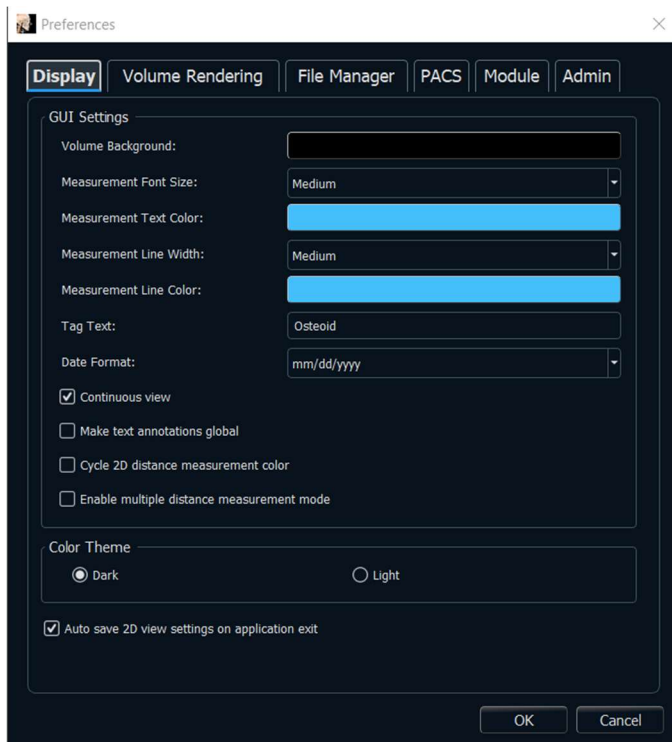 Preferences
Display Volume Rendering File Manager PACS Module Admin
GUI Settings
Volume Background:
Measurement Font Size: Medium
Measurement Text Color:
Measurement Line Width: Medium
Measurement Line Color:
Tag Text: Osteoid
Date Format: mm/dd/yyyy
Continuous view
Make text annotations global
Cycle 2D distance measurement color
Enable multiple distance measurement mode
Color Theme
Dark Light
Auto save 2D view settings on application exit
OK Cancel